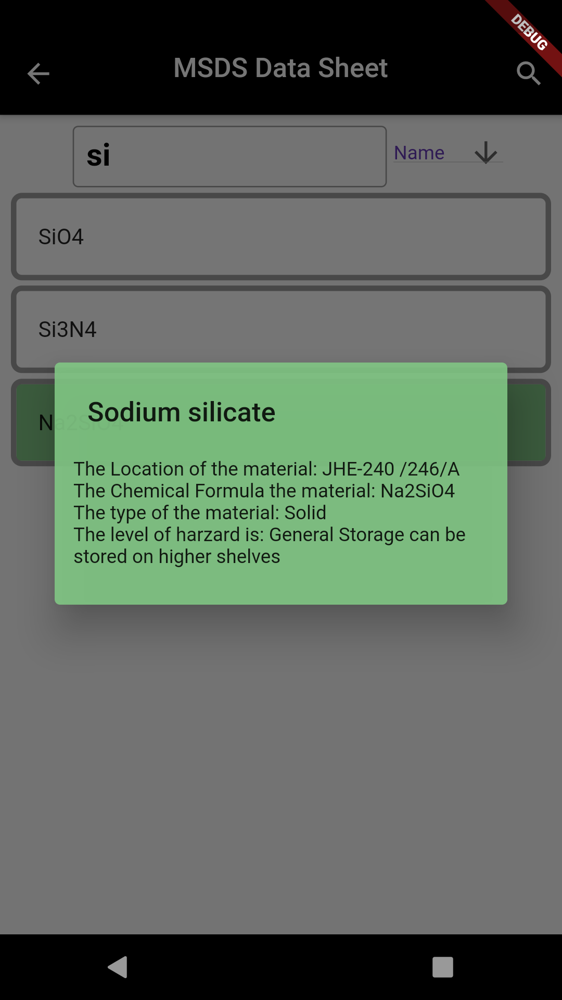 DEBUG
MSDS Data Sheet
si
Name
SiO4
Si3N4
Na2SiO4
Sodium silicate
The Location of the material: JHE-240 /246/A
The Chemical Formula the material: Na2SiO4
The type of the material: Solid
The level of harzard is: General Storage can be
stored on higher shelves